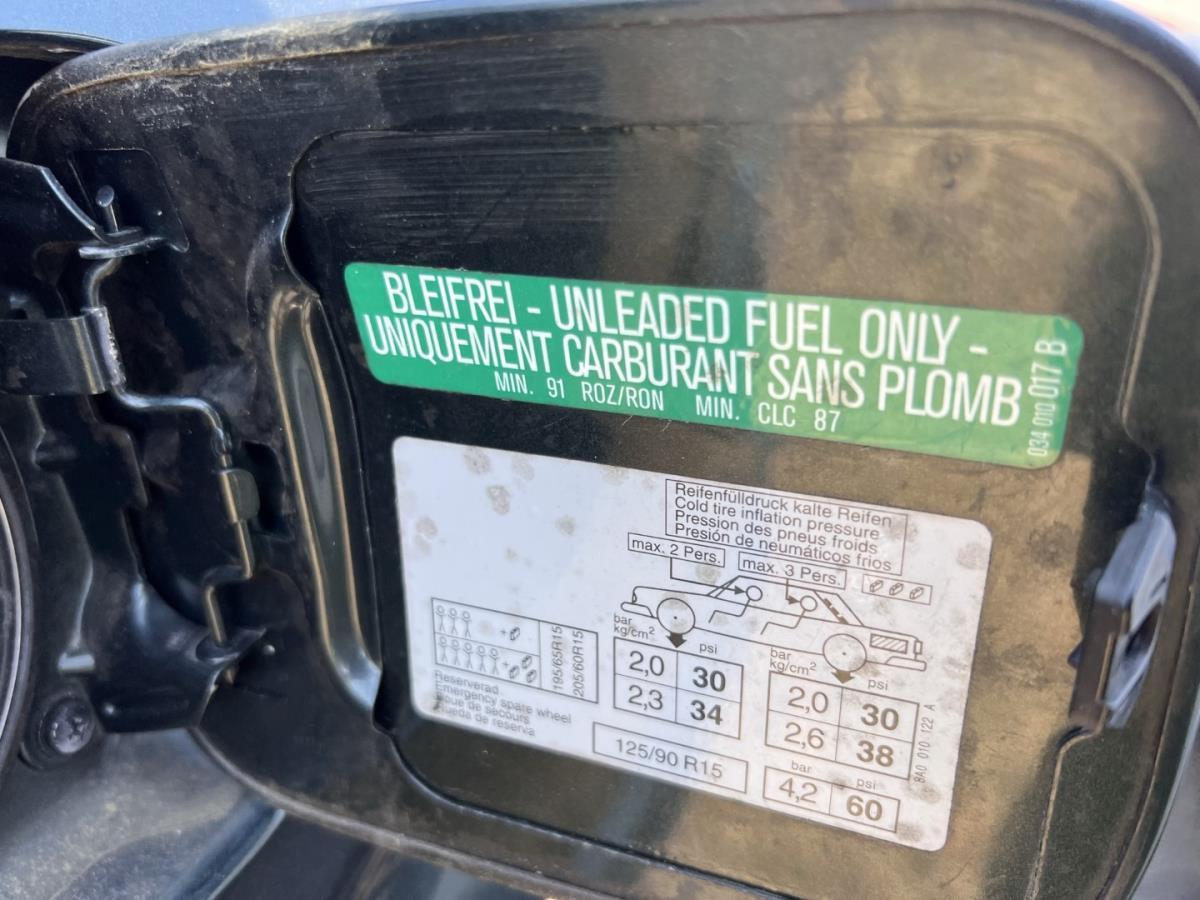 BLEIFREI - UNLEADED FUEL ONLY -
UNIQUEMENT CARBURANT SANS PLOMB
MIN. 91 ROZ/RON MIN. CLC 87
034 010 017 B
Reifenfülldruck kalte Reifen
Cold tire inflation pressure
Pression des pneus froids
Presión de neumáticos frios
max. 2 Pers.
max. 3 Pers.
bar
kg/cm²
psi
bar
kg/cm²
psi
+
+
195/65R15
205/60R15
2,0 30
2,3 34
2,0 30
2,6 38
Reserverad
Emergency spare wheel
Roue de secours
Rueda de reserva
125/90 R15
bar psi
4,2 60
8A0 010 122 A